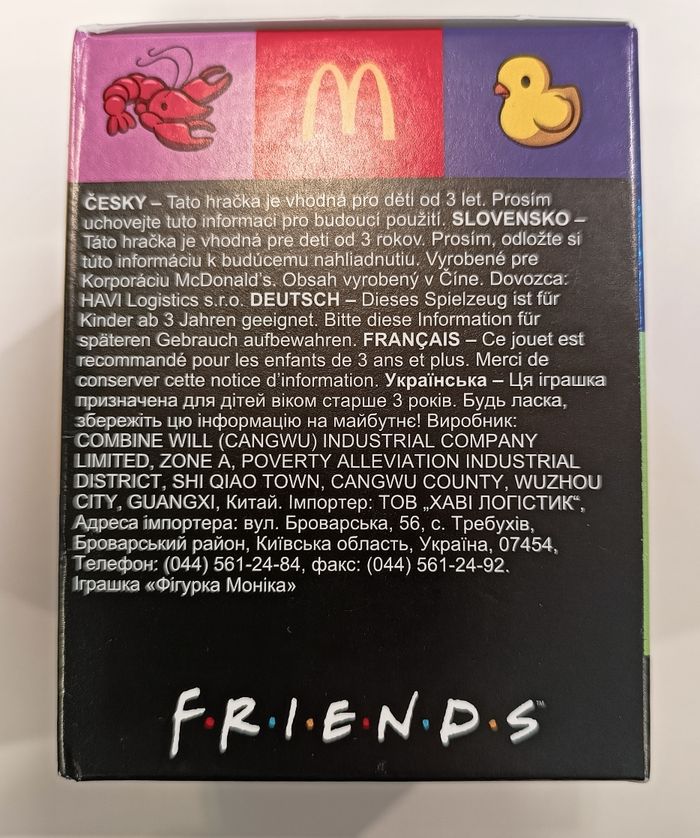 ČESKY – Tato hračka je vhodná pro děti od 3 let. Prosím
uchovejte tuto informaci pro budoucí použití. SLOVENSKO –
Táto hračka je vhodná pre deti od 3 rokov. Prosím, odložte si
túto informáciu k budúcemu nahliadnutiu. Vyrobené pre
Korporáciu McDonald's. Obsah vyrobený v Číne. Dovozca:
HAVI Logistics s.r.o. DEUTSCH – Dieses Spielzeug ist für
Kinder ab 3 Jahren geeignet. Bitte diese Information für
späteren Gebrauch aufbewahren. FRANÇAIS – Ce jouet est
recommandé pour les enfants de 3 ans et plus. Merci de
conserver cette notice d'information. Українська – Ця іграшка
призначена для дітей віком старше 3 років. Будь ласка,
збережіть цю інформацію на майбутнє! Виробник:
COMBINE WILL (CANGWU) INDUSTRIAL COMPANY
LIMITED, ZONE A, POVERTY ALLEVIATION INDUSTRIAL
DISTRICT, SHI QIAO TOWN, CANGWU COUNTY, WUZHOU
CITY, GUANGXI, Китай. Імпортер: ТОВ „ХАВІ ЛОГІСТИК“,
Адреса імпортера: вул. Броварська, 56, с. Требухів,
Броварський район, Київська область, Україна, 07454,
Телефон: (044) 561-24-84, факс: (044) 561-24-92.
Іграшка «Фігурка Моніка»
F·R·I·E·N·D·S™